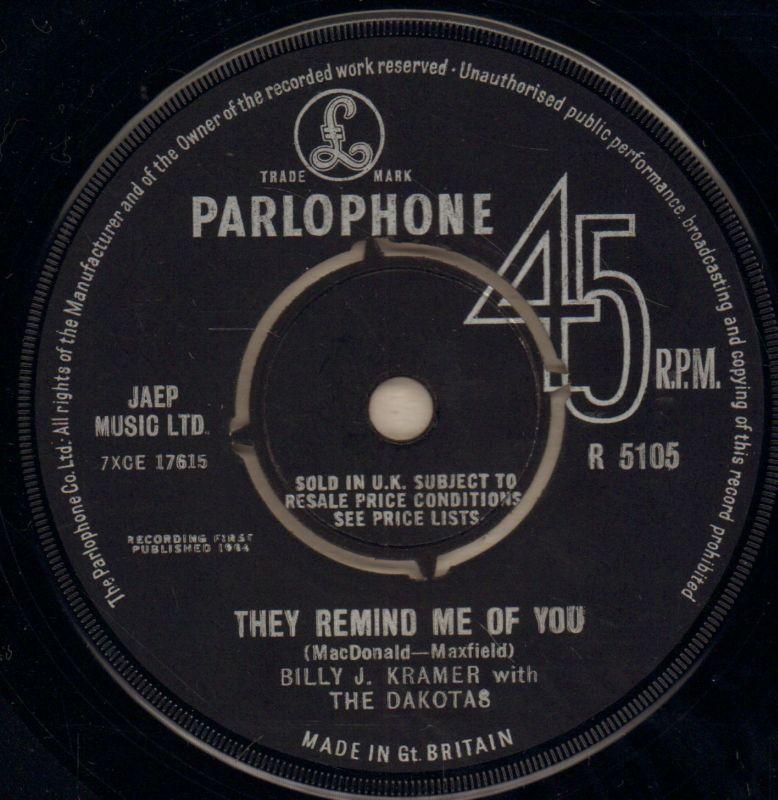 The Parlophone Co. Ltd. All rights of the Manufacturer and of the Owner of the recorded work reserved · Unauthorised public performance, broadcasting and copying of this record prohibited
£
TRADE MARK
PARLOPHONE
45
R.P.M.
JAEP
MUSIC LTD.
7XCE 17615
R 5105
SOLD IN U.K. SUBJECT TO
RESALE PRICE CONDITIONS
SEE PRICE LISTS
RECORDING FIRST
PUBLISHED 1964
THEY REMIND ME OF YOU
(MacDonald—Maxfield)
BILLY J. KRAMER with
THE DAKOTAS
MADE IN Gt. BRITAIN